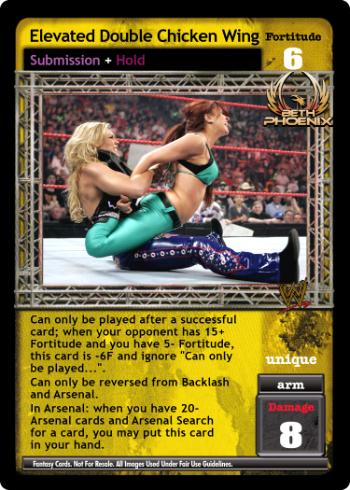 Elevated Double Chicken Wing
Fortitude
6
Submission + Hold
BETH
PHOENIX
Can only be played after a successful
card; when your opponent has 15+
Fortitude and you have 5- Fortitude,
this card is -6F and ignore "Can only
be played...".
Can only be reversed from Backlash
and Arsenal.
In Arsenal: when you have 20-
Arsenal cards and Arsenal Search
for a card, you may put this card
in your hand.
unique
arm
Damage
8
Fantasy Cards. Not For Resale. All Images Used Under Fair Use Guidelines.